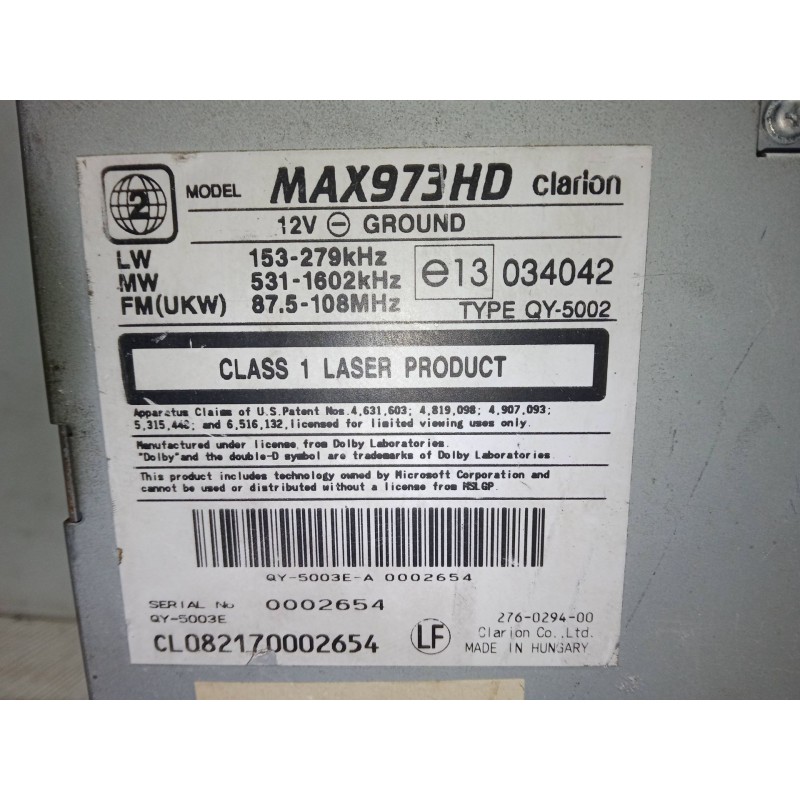 2 MODEL MAX973HD clarion
12V ⊖ GROUND
LW 153-279kHz
MW 531-1602kHz
FM(UKW) 87.5-108MHz
e13 034042
TYPE QY-5002
CLASS 1 LASER PRODUCT
Apparatus Claims of U.S.Patent Nos.4,631,603; 4,819,098; 4,907,093;
5,315,448; and 6,516,132, licensed for limited viewing uses only.
Manufactured under license, from Dolby Laboratories.
"Dolby"and the double-D symbol are trademarks of Dolby Laboratories.
This product includes technology owned by Microsoft Corporation and
cannot be used or distributed without a license from MSLGP.
QY-5003E-A 0002654
SERIAL No 0002654
QY-5003E
CL082170002654
LF
276-0294-00
Clarion Co.,Ltd.
MADE IN HUNGARY